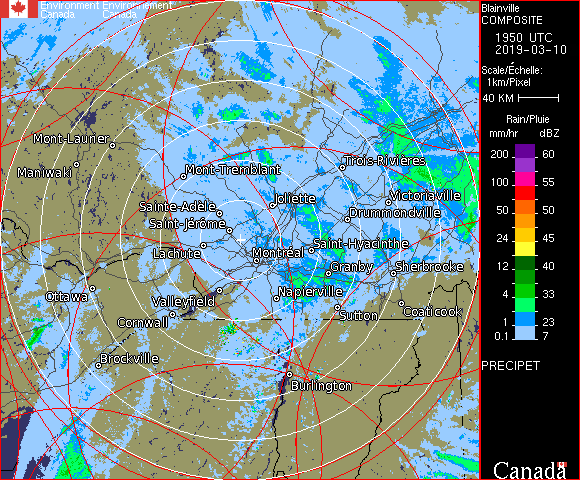 Environment Environnement
Canada Canada
Mont-Laurier
Maniwaki
Mont-Tremblant
Trois-Rivières
Sainte-Adèle
Joliette
Victoriaville
Saint-Jérôme
Drummondville
Lachute
Montréal
Saint-Hyacinthe
Granby
Sherbrooke
Ottawa
Valleyfield
Napierville
Cornwall
Sutton
Coaticook
Brockville
Burlington
Blainville
COMPOSITE
1950 UTC
2019-03-10
Scale/Échelle:
1km/Pixel
40 KM
Rain/Pluie
mm/hr dBZ
200 60
100 55
50 50
24 45
12 40
4 33
1 23
0.1 7
PRECIPET
Canada